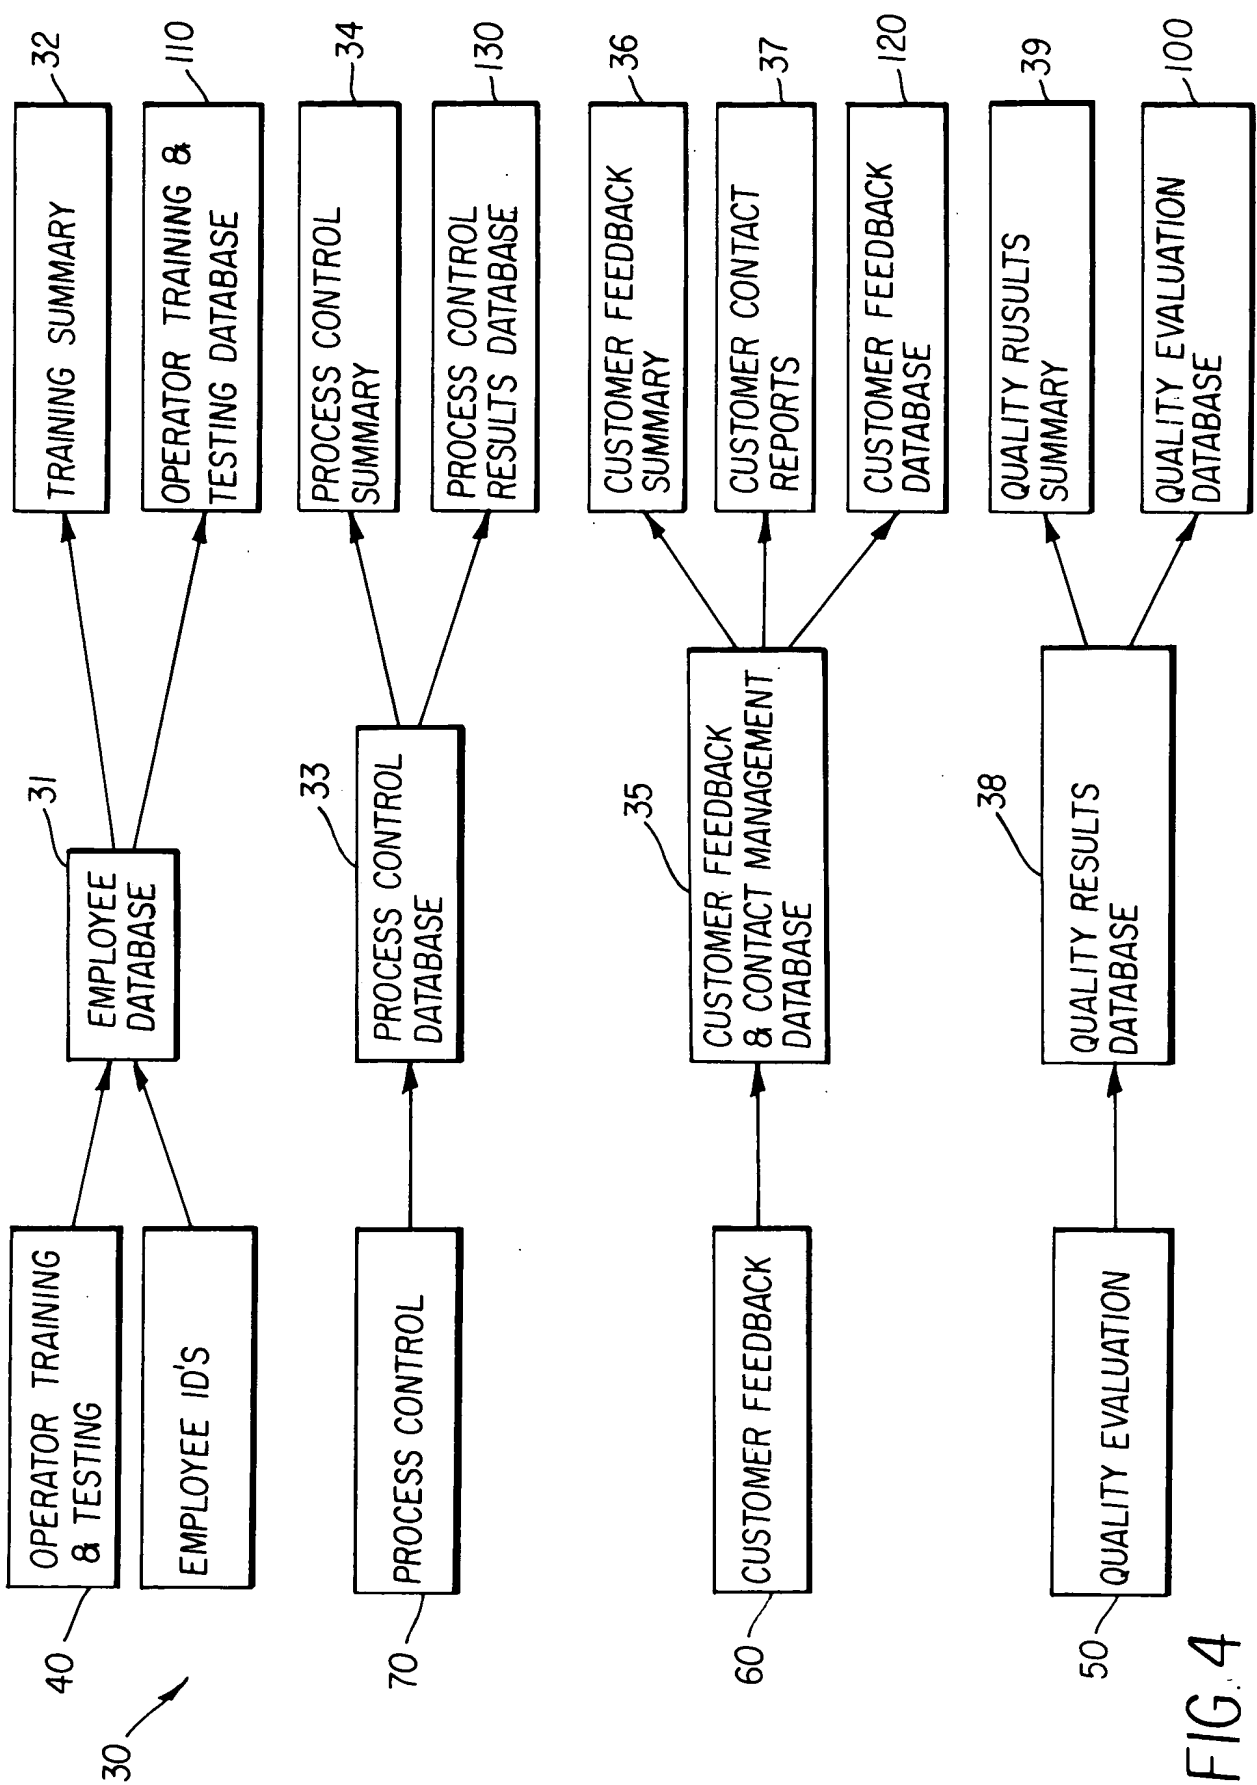 30
40
OPERATOR TRAINING
& TESTING
EMPLOYEE ID'S
31
EMPLOYEE
DATABASE
TRAINING SUMMARY
32
OPERATOR TRAINING &
TESTING DATABASE
110
70
PROCESS CONTROL
33
PROCESS CONTROL
DATABASE
PROCESS CONTROL
SUMMARY
34
PROCESS CONTROL
RESULTS DATABASE
130
60
CUSTOMER FEEDBACK
35
CUSTOMER FEEDBACK
& CONTACT MANAGEMENT
DATABASE
CUSTOMER FEEDBACK
SUMMARY
36
CUSTOMER CONTACT
REPORTS
37
CUSTOMER FEEDBACK
DATABASE
120
50
QUALITY EVALUATION
38
QUALITY RESULTS
DATABASE
QUALITY RUSULTS
SUMMARY
39
QUALITY EVALUATION
DATABASE
100
FIG. 4